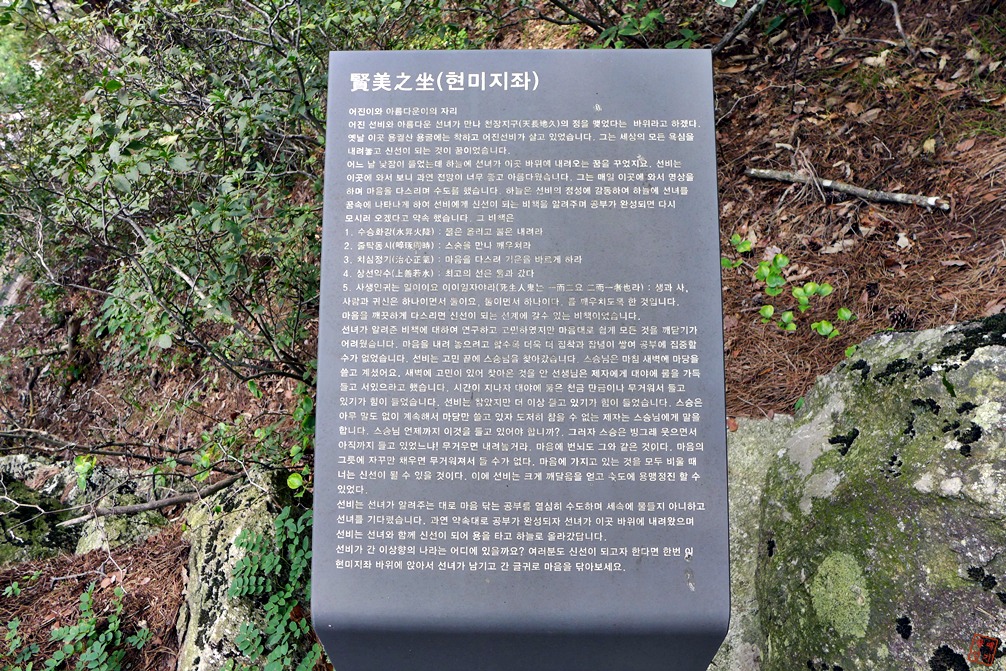 賢美之坐(현미지좌)
어진이와 아름다운이의 자리
어진 선비와 아름다운 선녀가 만나 천장지구(天長地久)의 정을 맺었다는 바위라고 하겠다.
옛날 이곳 용궐산 용굴에는 착하고 어진선비가 살고 있었습니다. 그는 세상의 모든 욕심을
내려놓고 신선이 되는 것이 꿈이었습니다.
어느 날 낮잠이 들었는데 하늘에 선녀가 이곳 바위에 내려오는 꿈을 꾸었지요. 선비는
이곳에 와서 보니 과연 전망이 너무 좋고 아름다웠습니다. 그는 매일 이곳에 와서 명상을
하며 마음을 다스리며 수도를 했습니다. 하늘은 선비의 정성에 감동하여 하늘에 선녀를
꿈속에 나타나게 하여 선비에게 신선이 되는 비책을 알려주며 공부가 완성되면 다시
모시러 오겠다고 약속 했습니다. 그 비책은
1. 수승화강(水昇火降) : 물은 올리고 불은 내려라
2. 줄탁동시(啐琢同時) : 스승을 만나 깨우쳐라
3. 치심정기(治心正氣) : 마음을 다스려 기운을 바르게 하라
4. 상선약수(上善若水) : 최고의 선은 물과 같다
5. 사생인귀는 일이이요 이이일자야라(死生人鬼는 一而二요 二而一者也라) : 생과 사,
사람과 귀신은 하나이면서 둘이요, 둘이면서 하나이다. 를 깨우치도록 한 것입니다.
마음을 깨끗하게 다스리면 신선이 되는 선계에 갈수 있는 비책이었습니다.
선녀가 알려준 비책에 대하여 연구하고 고민하였지만 마음대로 쉽게 모든 것을 깨닫기가
어려웠습니다. 마음을 내려 놓으려고 할수록 더욱 더 집착과 잡념이 쌓여 공부에 집중할
수가 없었습니다. 선비는 고민 끝에 스승님을 찾아갔습니다. 스승님은 마침 새벽에 마당을
쓸고 계셨어요. 새벽에 고민이 있어 찾아온 것을 안 선생님은 제자에게 대야에 물을 가득
들고 서있으라고 했습니다. 시간이 지나자 대야에 물은 천금 만금이나 무거워서 들고
있기가 힘이 들었습니다. 선비는 참았지만 더 이상 들고 있기가 힘이 들었습니다. 스승은
아무 말도 없이 계속해서 마당만 쓸고 있자 도저히 참을 수 없는 제자는 스승님에게 말을
합니다. 스승님 언제까지 이것을 들고 있어야 합니까?. 그러자 스승은 빙그레 웃으면서
아직까지 들고 있었느냐! 무거우면 내려놓거라. 마음에 번뇌도 그와 같은 것이다. 마음의
그릇에 자꾸만 채우면 무거워져서 들 수가 없다. 마음에 가지고 있는 것을 모두 비울 때
너는 신선이 될 수 있을 것이다. 이에 선비는 크게 깨달음을 얻고 수도에 용맹정진 할 수
있었다.
선비는 선녀가 알려주는 대로 마음 닦는 공부를 열심히 수도하며 세속에 물들지 아니하고
선녀를 기다렸습니다. 과연 약속대로 공부가 완성되자 선녀가 이곳 바위에 내려왔으며
선비는 선녀와 함께 신선이 되어 용을 타고 하늘로 올라갔답니다.
선비가 간 이상향의 나라는 어디에 있을까요? 여러분도 신선이 되고자 한다면 한번 이
현미지좌 바위에 앉아서 선녀가 남기고 간 글귀로 마음을 닦아보세요.